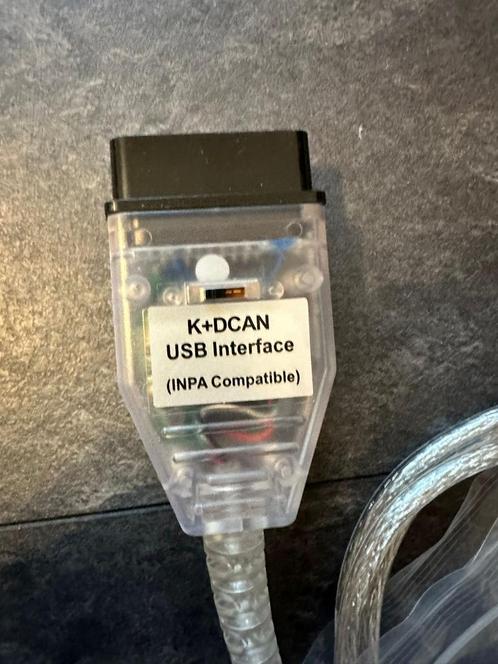 K+DCAN
USB Interface
(INPA Compatible)